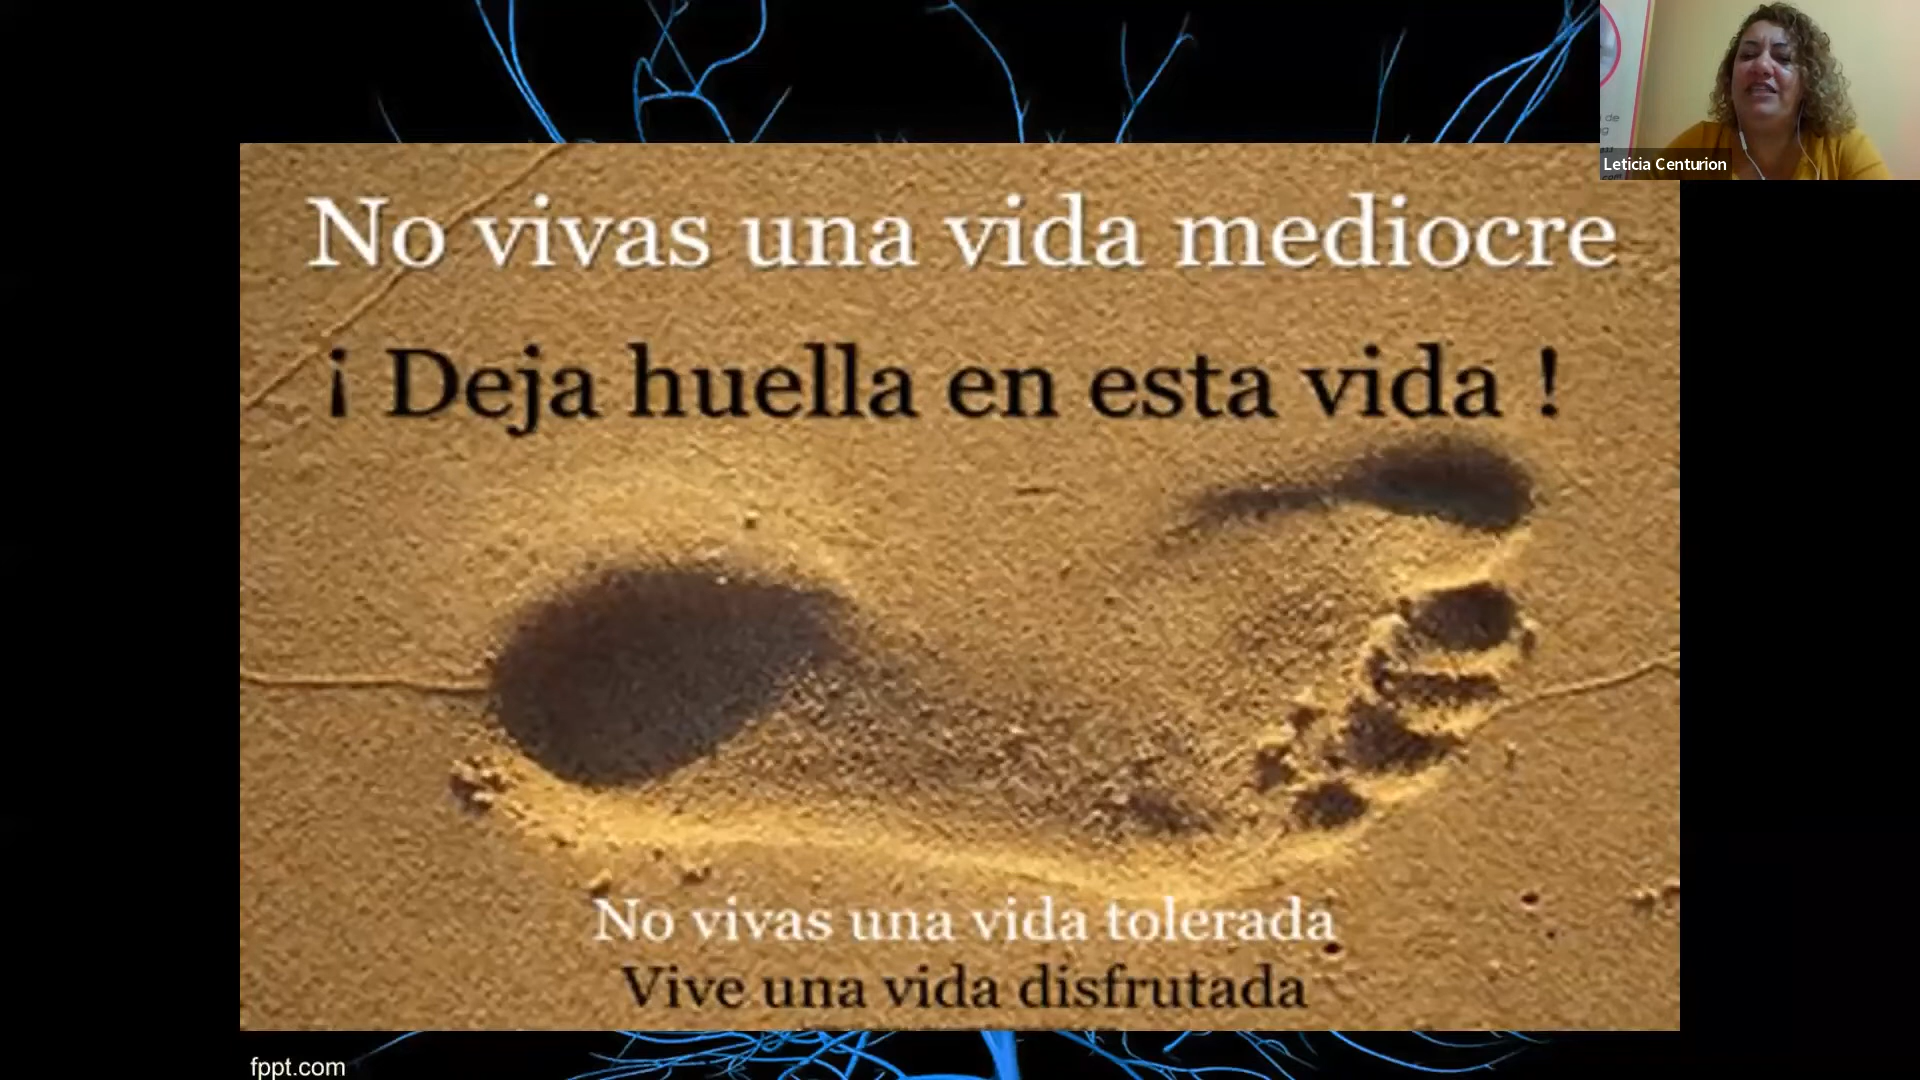 No vivas una vida mediocre
¡ Deja huella en esta vida !
No vivas una vida tolerada
Vive una vida disfrutada
Leticia Centurion
fppt.com